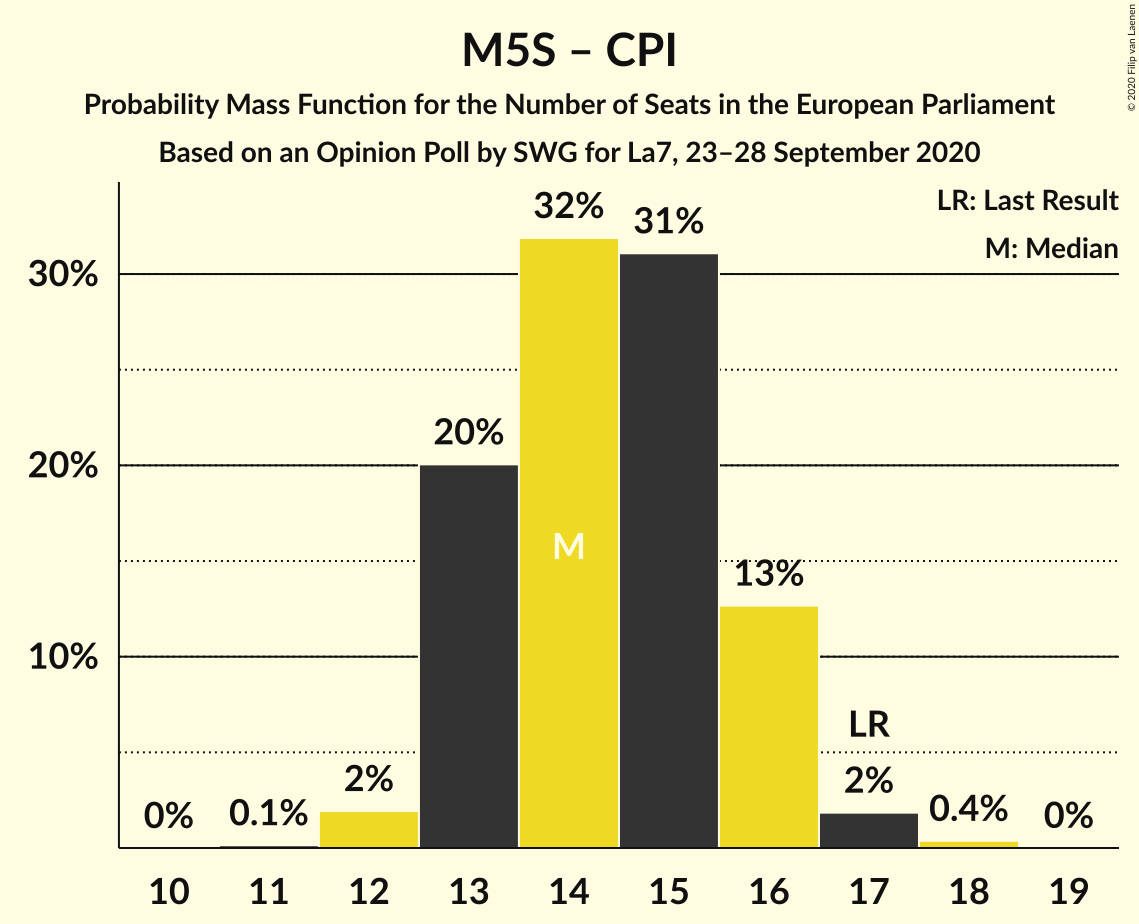 M5S – CPI
Probability Mass Function for the Number of Seats in the European Parliament
Based on an Opinion Poll by SWG for La7, 23–28 September 2020
© 2020 Filip van Laenen
LR: Last Result
M: Median
32%
31%
30%
20%
20%
M
13%
10%
LR
2%
2%
0%
0.1%
0.4%
0%
10 11 12 13 14 15 16 17 18 19